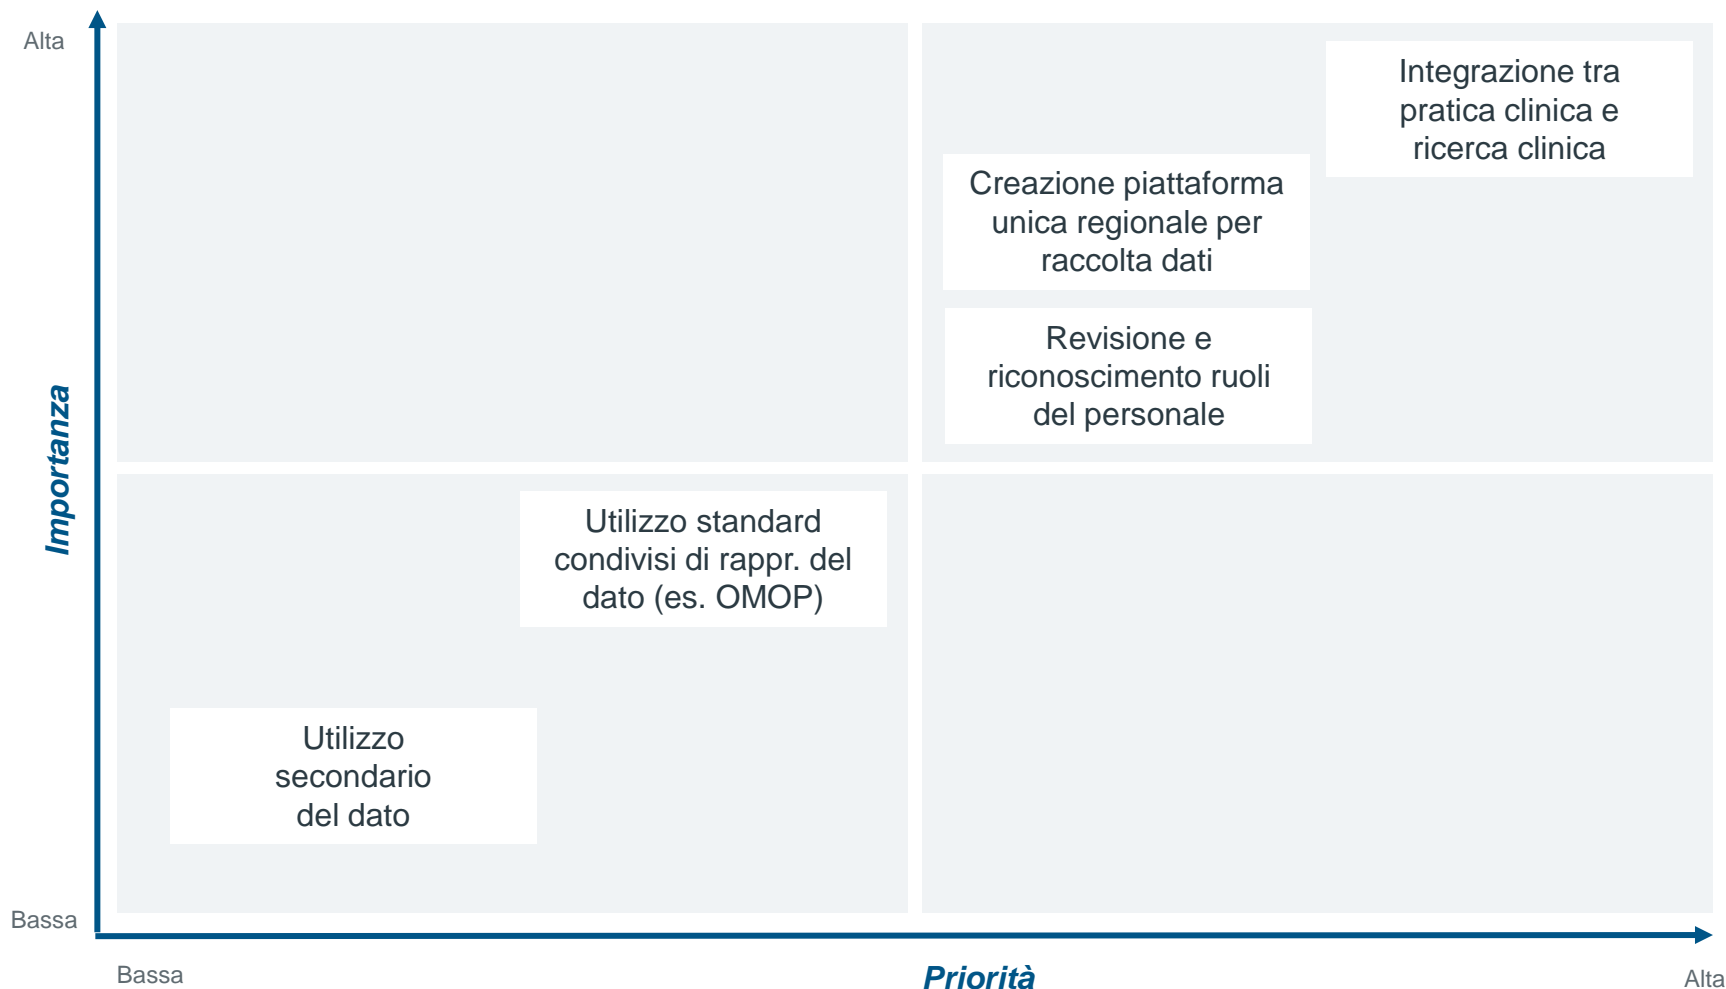 Alta
Integrazione tra
pratica clinica e
ricerca clinica
Creazione piattaforma
unica regionale per
raccolta dati
Revisione e
riconoscimento ruoli
del personale
Importanza
Utilizzo standard
condivisi di rappr. del
dato (es. OMOP)
Utilizzo
secondario
del dato
Bassa
Bassa
Priorità
Alta